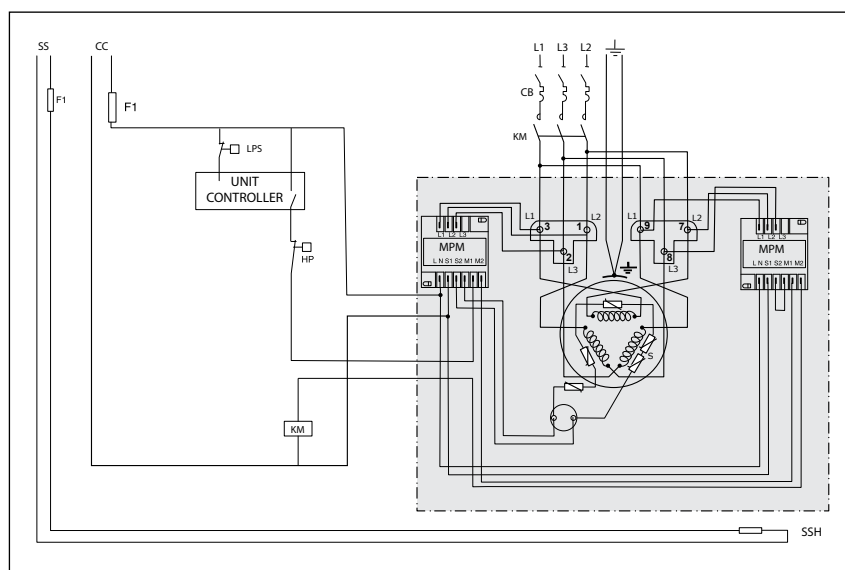 SS CC
L1 L3 L2
F1 F1
CB
KM
LPS
UNIT
CONTROLLER
HP
L1 L2 L3
MPM
L N S1 S2 M1 M2
L1 3 1 L2
2
L3
L1 9 7 L2
8
L3
L1 L2 L3
MPM
L N S1 S2 M1 M2
S
KM
SSH